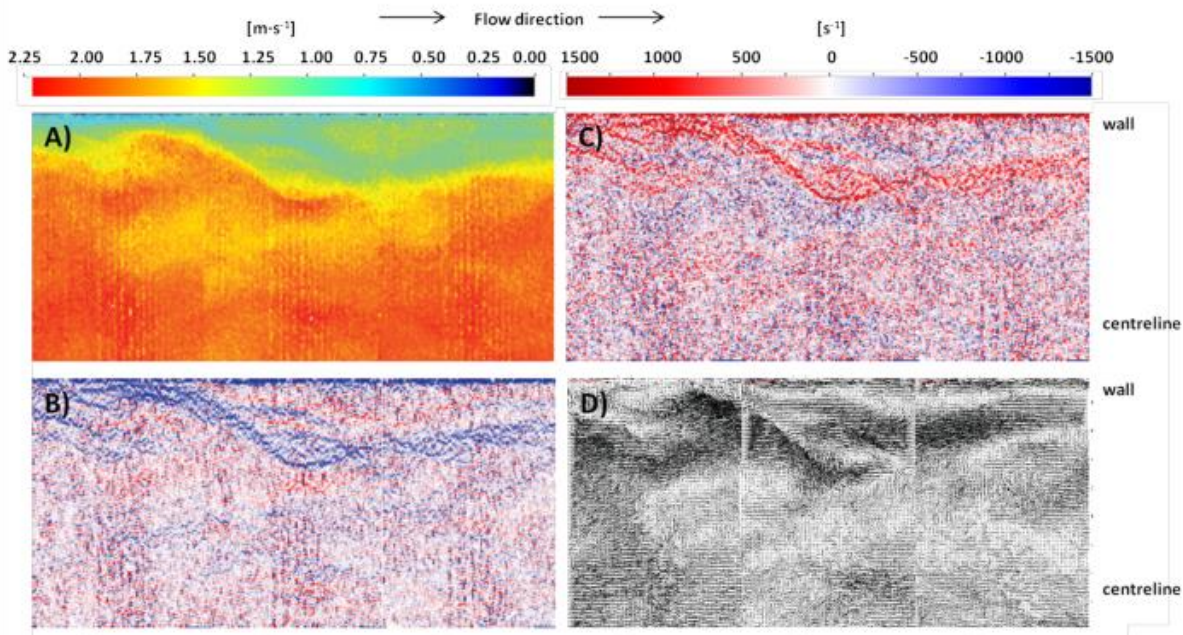 Flow direction
[m·s⁻¹]
[s⁻¹]
2.25 2.00 1.75 1.50 1.25 1.00 0.75 0.50 0.25 0.00
1500 1000 500 0 -500 -1000 -1500
A)
C)
wall
centreline
B)
D)
wall
centreline